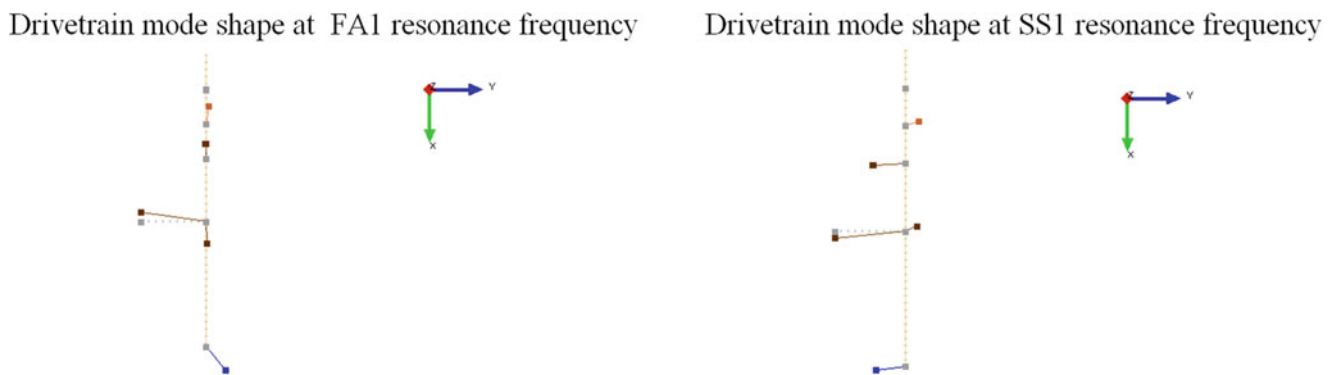 Drivetrain mode shape at FA1 resonance frequency
Drivetrain mode shape at SS1 resonance frequency
Z
Y
X
Z
Y
X